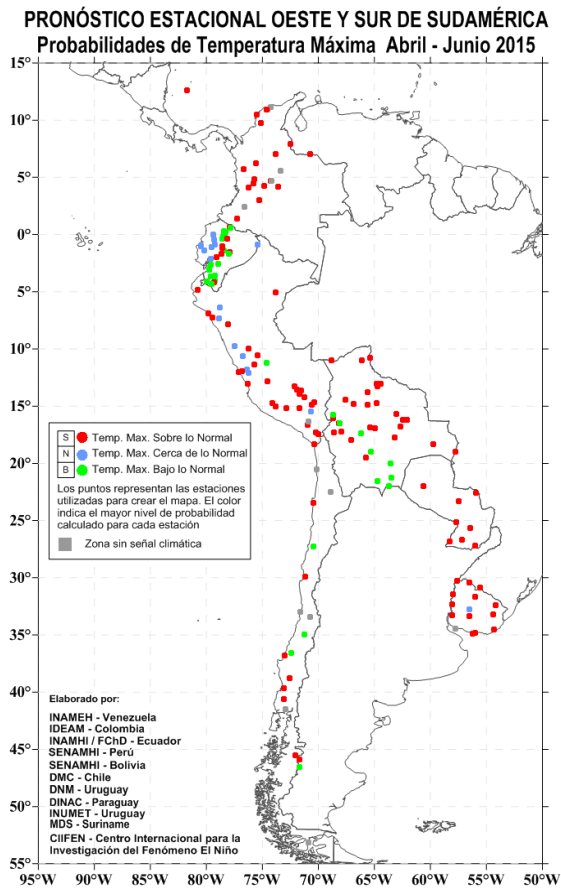 PRONÓSTICO ESTACIONAL OESTE Y SUR DE SUDAMÉRICA
Probabilidades de Temperatura Máxima Abril - Junio 2015
15°
10°
5°
0°
5°
10°
15°
S Temp. Max. Sobre lo Normal
N Temp. Max. Cerca de lo Normal
B Temp. Max. Bajo lo Normal
Los puntos representan las estaciones
utilizadas para crear el mapa. El color
indica el mayor nivel de probabilidad
calculado para cada estación
Zona sin señal climática
20°
25°
30°
35°
40°
Elaborado por:
INAMEH - Venezuela
IDEAM - Colombia
INAMHI / FChD - Ecuador
SENAMHI - Perú
45°
SENAMHI - Bolivia
DMC - Chile
DNM - Uruguay
DINAC - Paraguay
50°
INUMET - Uruguay
MDS - Suriname
CIIFEN - Centro Internacional para la
Investigación del Fenómeno El Niño
55°
95°W 90°W 85°W 80°W 75°W 70°W 65°W 60°W 55°W 50°W